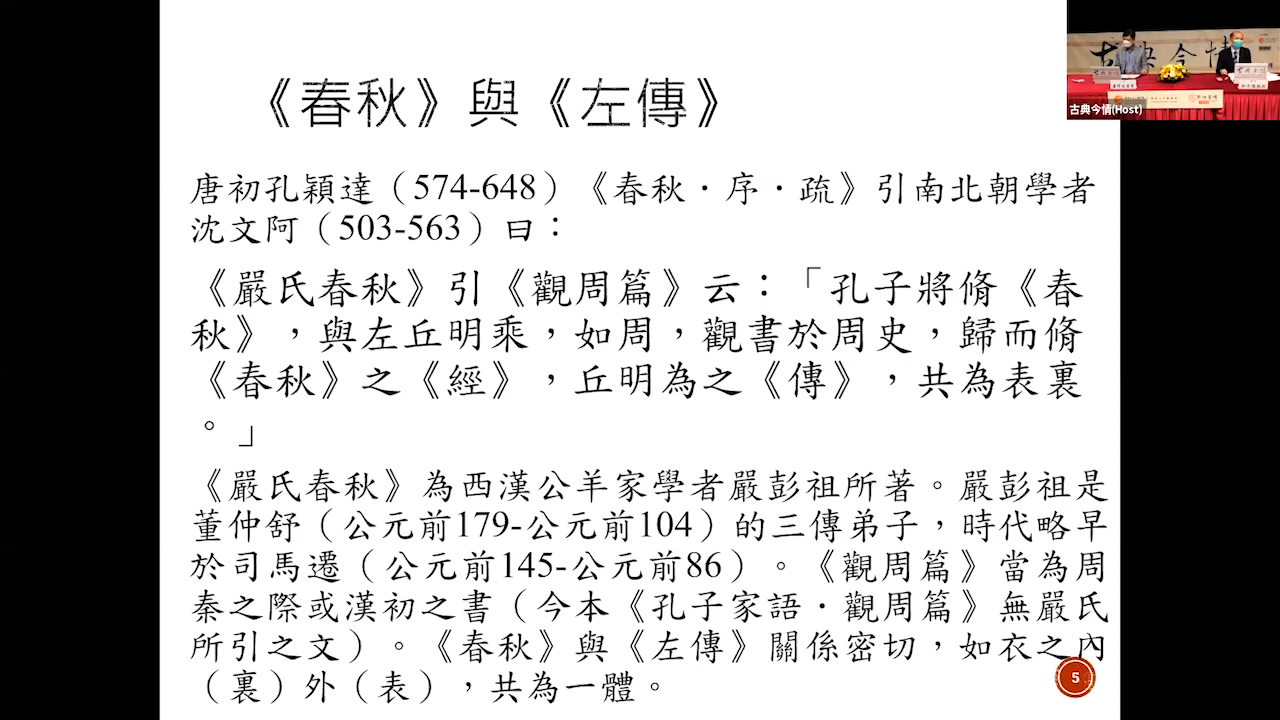 《春秋》與《左傳》
唐初孔穎達（574-648）《春秋．序．疏》引南北朝學者
沈文阿（503-563）曰：
《嚴氏春秋》引《觀周篇》云：「孔子將脩《春
秋》，與左丘明乘，如周，觀書於周史，歸而脩
《春秋》之《經》，丘明為之《傳》，共為表裏
。」
《嚴氏春秋》為西漢公羊家學者嚴彭祖所著。嚴彭祖是
董仲舒（公元前179-公元前104）的三傳弟子，時代略早
於司馬遷（公元前145-公元前86）。《觀周篇》當為周
秦之際或漢初之書（今本《孔子家語．觀周篇》無嚴氏
所引之文）。《春秋》與《左傳》關係密切，如衣之內
（裏）外（表），共為一體。
5
古典今情
古典今情(Host)